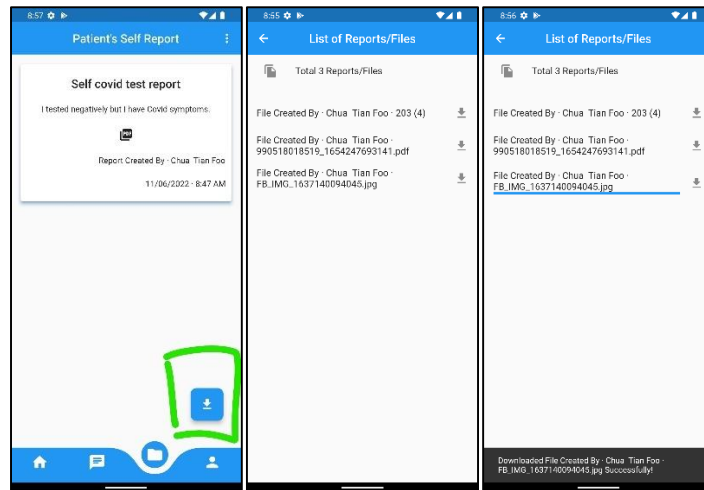 8:57
Patient's Self Report
Self covid test report
I tested negatively but I have Covid symptoms.
PDF
Report Created By - Chua Tian Foo
11/06/2022 - 8:47 AM
8:55
List of Reports/Files
Total 3 Reports/Files
File Created By - Chua Tian Foo - 203 (4)
File Created By - Chua Tian Foo -
990518018519_1654247693141.pdf
File Created By - Chua Tian Foo -
FB_IMG_1637140094045.jpg
8:56
List of Reports/Files
Total 3 Reports/Files
File Created By - Chua Tian Foo - 203 (4)
File Created By - Chua Tian Foo -
990518018519_1654247693141.pdf
File Created By - Chua Tian Foo -
FB_IMG_1637140094045.jpg
Downloaded File Created By - Chua Tian Foo -
FB_IMG_1637140094045.jpg Successfully!